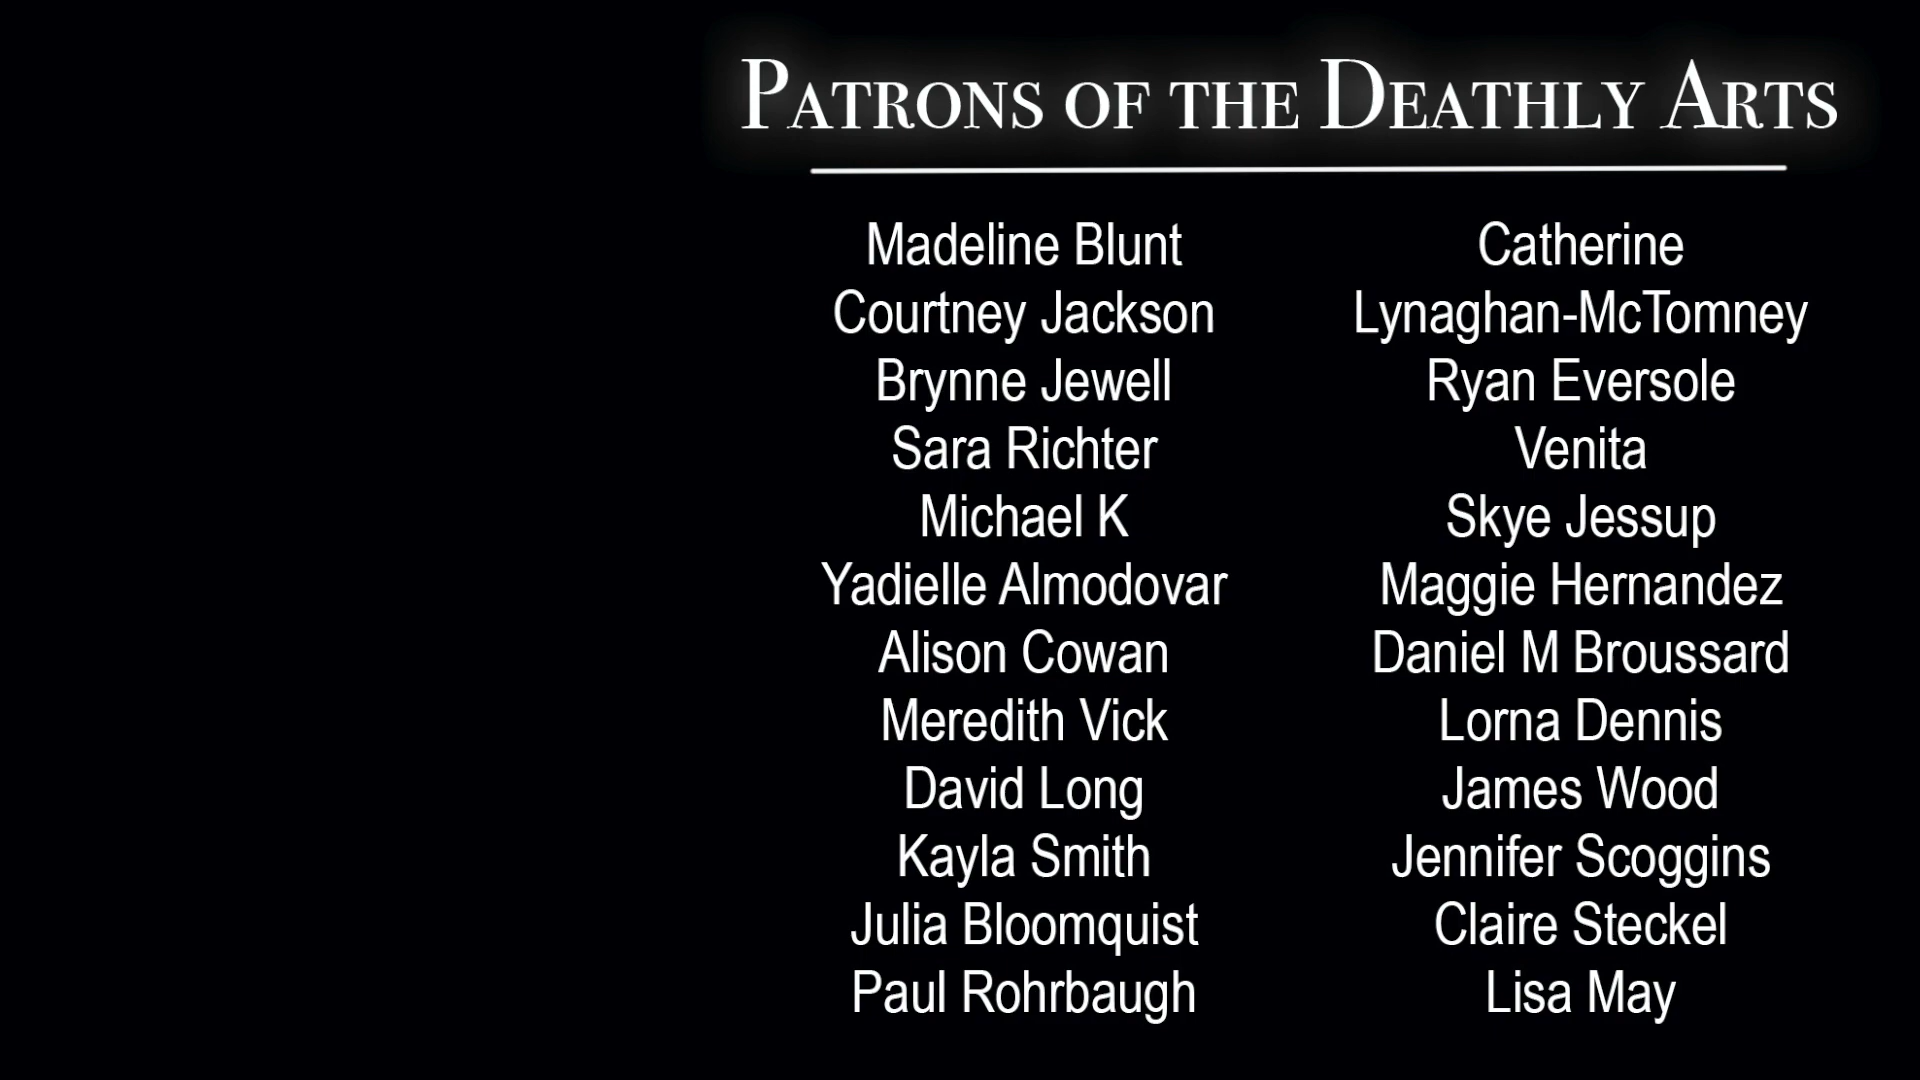 Patrons of the Deathly Arts
Madeline Blunt
Courtney Jackson
Brynne Jewell
Sara Richter
Michael K
Yadielle Almodovar
Alison Cowan
Meredith Vick
David Long
Kayla Smith
Julia Bloomquist
Paul Rohrbaugh
Catherine
Lynaghan-McTomney
Ryan Eversole
Venita
Skye Jessup
Maggie Hernandez
Daniel M Broussard
Lorna Dennis
James Wood
Jennifer Scoggins
Claire Steckel
Lisa May